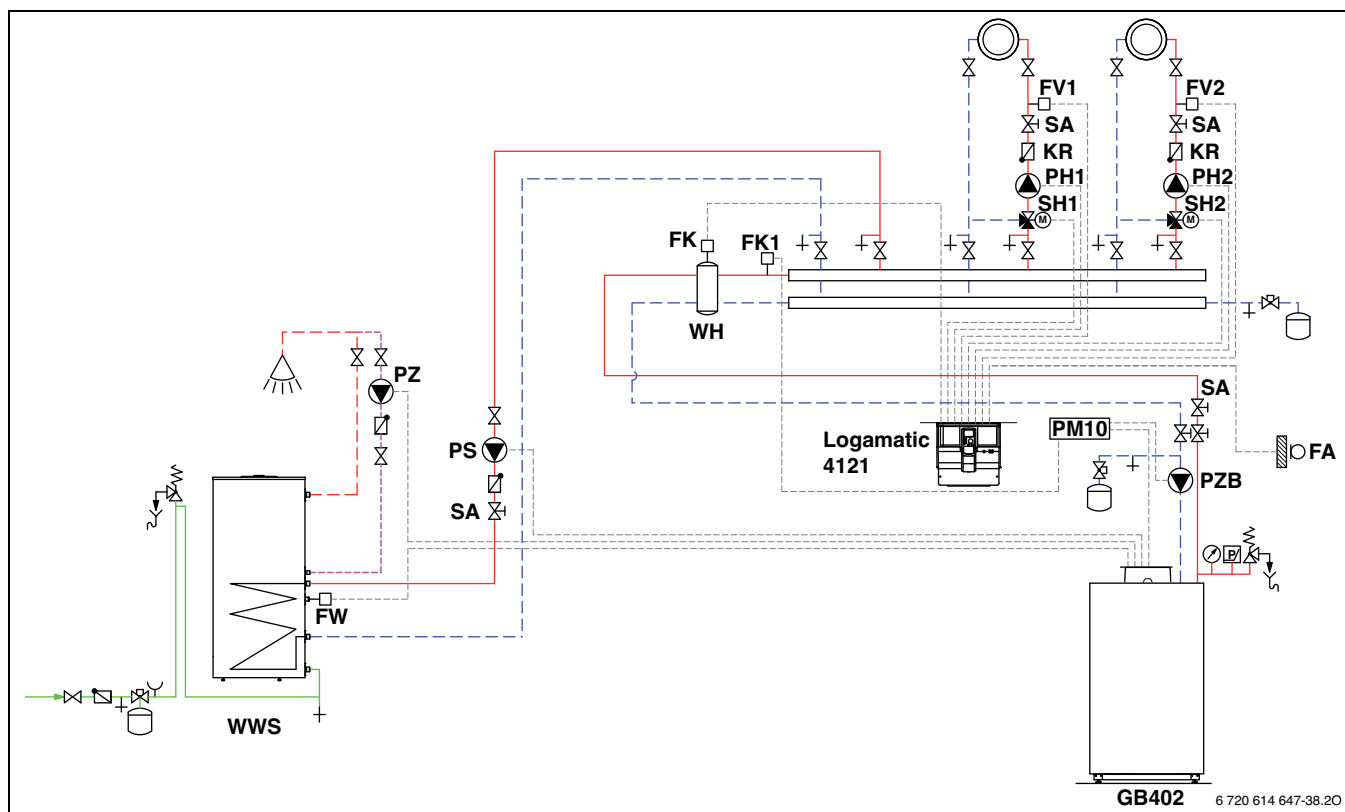 FV1
FV2
SA
SA
KR
KR
PH1
PH2
SH1
SH2
M
M
FK
FK1
WH
PZ
SA
Logamatic
4121
PM10
FA
PS
PZB
SA
P
FW
WWS
GB402
6 720 614 647-38.2O